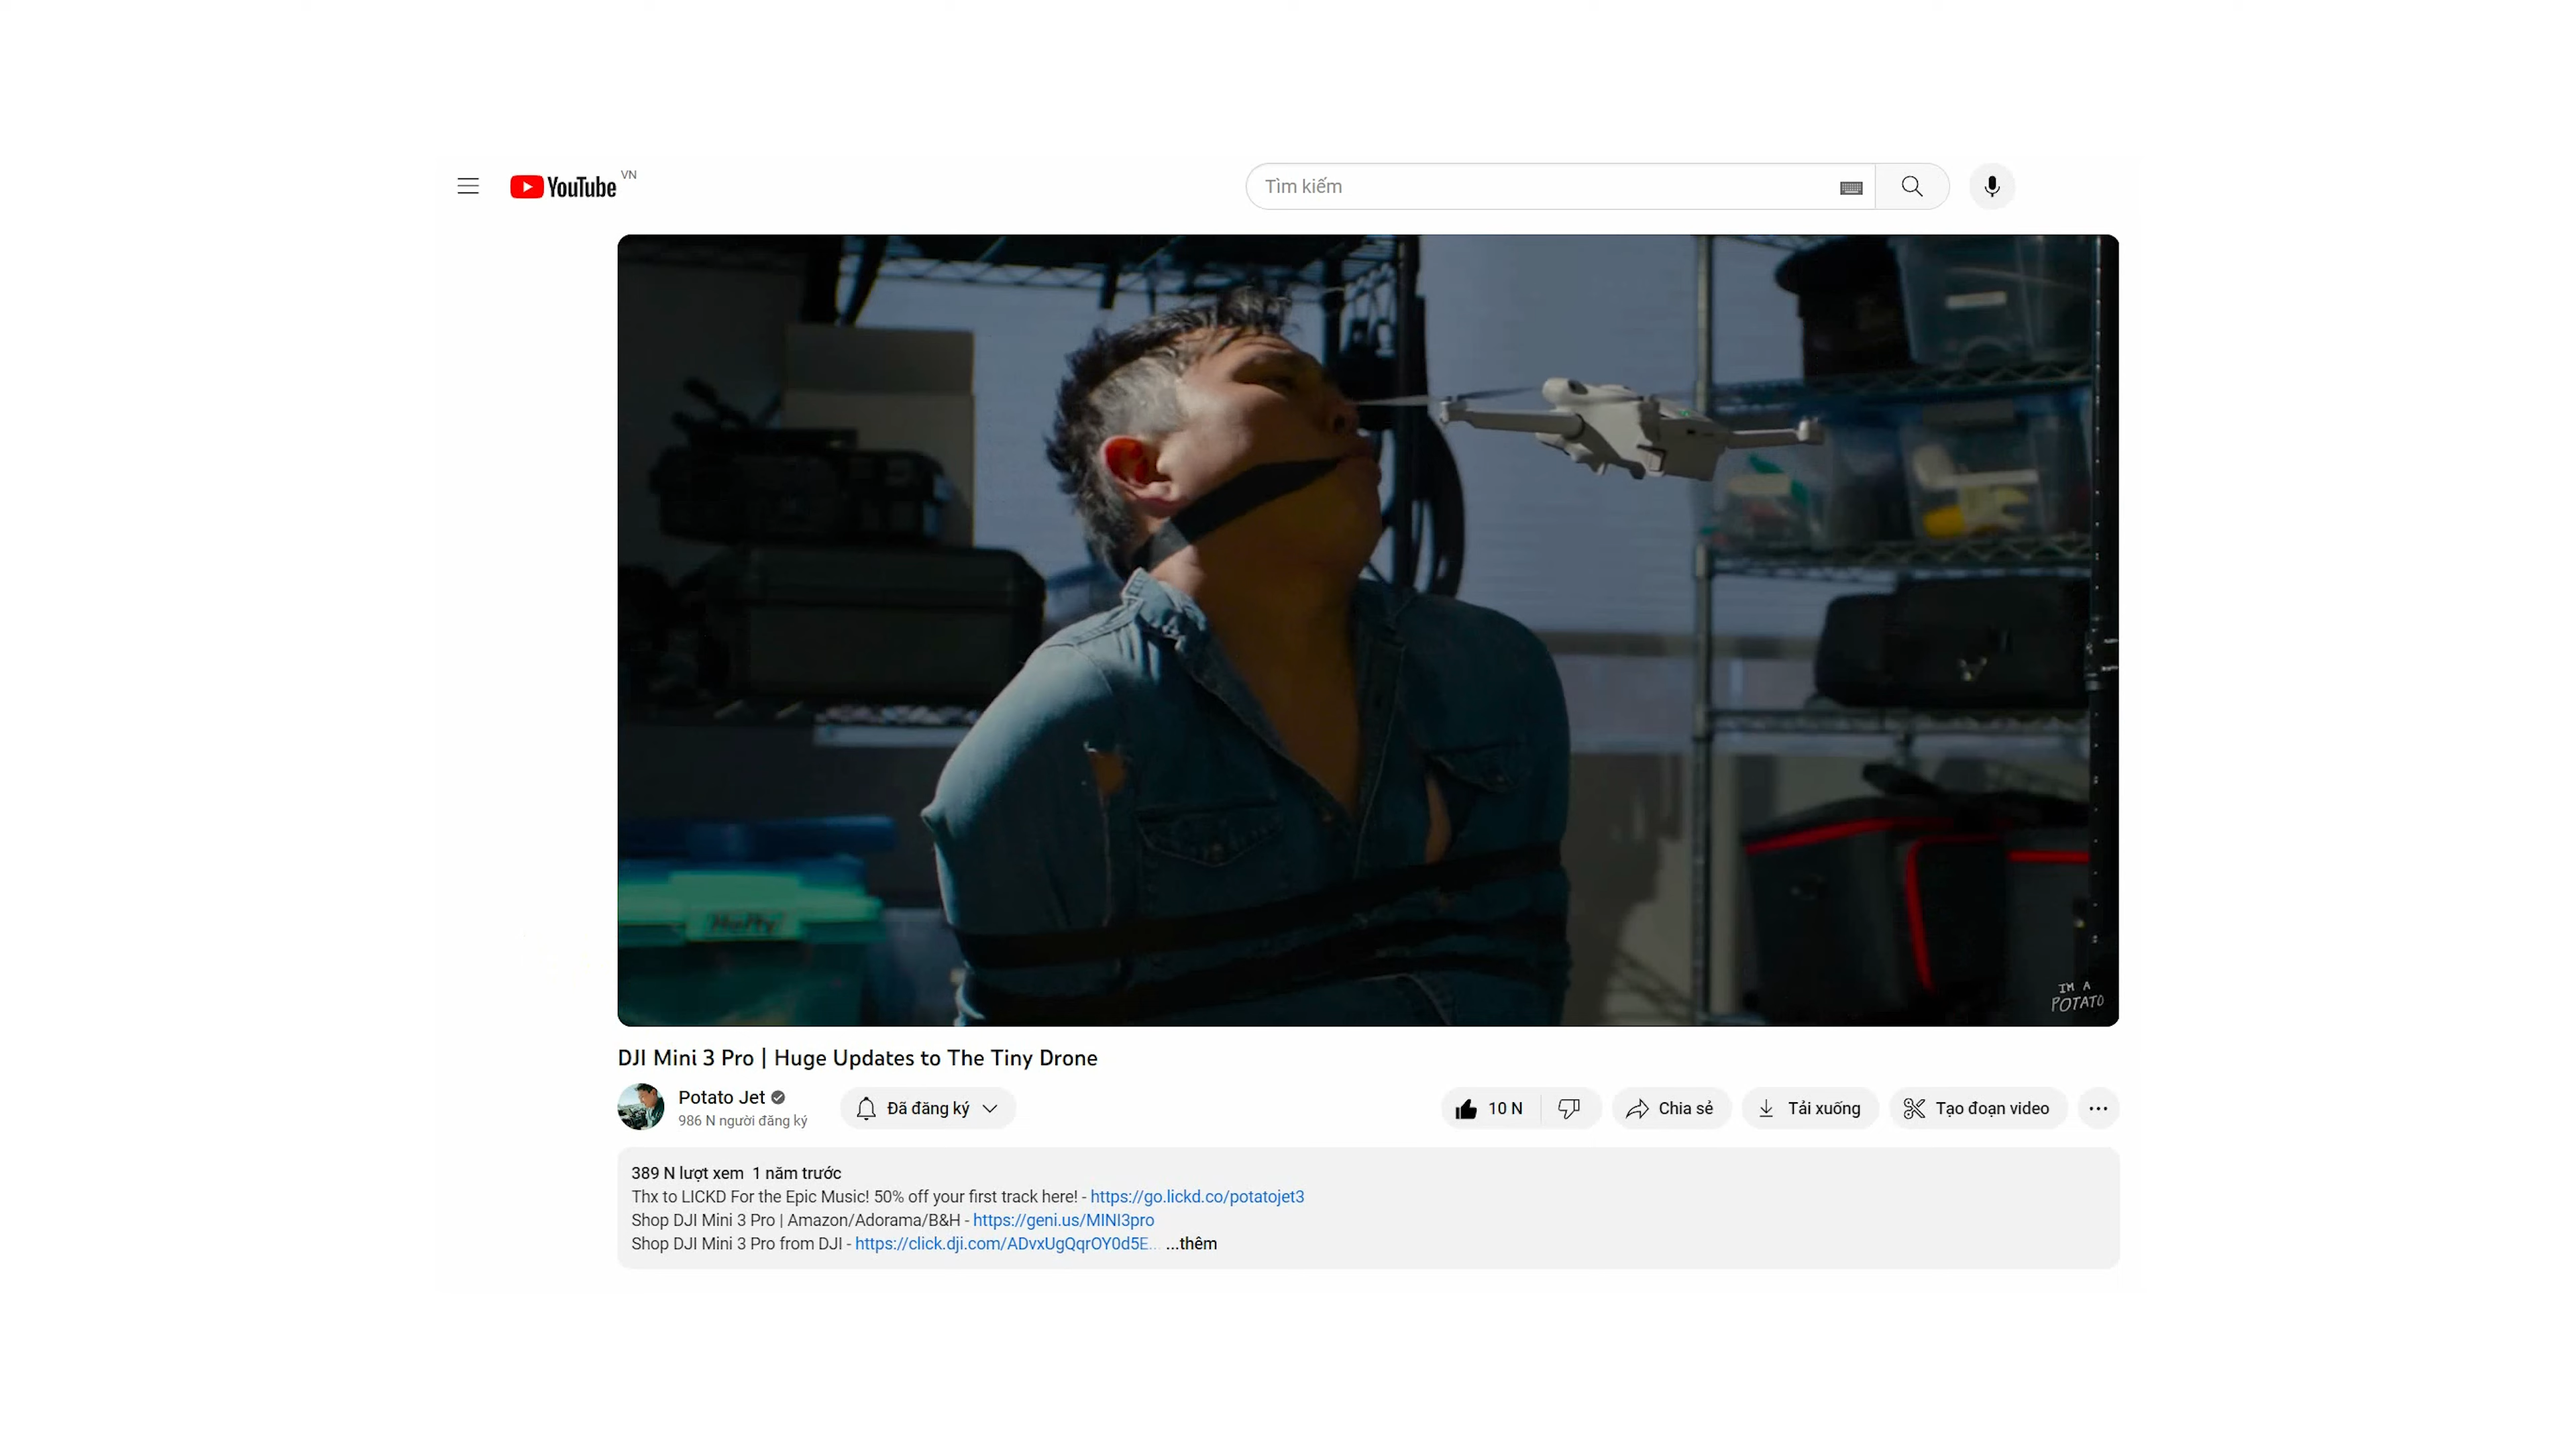 YouTube VN
Tìm kiếm
Hefty
IM A
POTATO
DJI Mini 3 Pro | Huge Updates to The Tiny Drone
Potato Jet
986 N người đăng ký
Đã đăng ký
10 N
Chia sẻ
Tải xuống
Tạo đoạn video
389 N lượt xem 1 năm trước
Thx to LICKD For the Epic Music! 50% off your first track here! - https://go.lickd.co/potatojet3
Shop DJI Mini 3 Pro | Amazon/Adorama/B&H - https://geni.us/MINI3pro
Shop DJI Mini 3 Pro from DJI - https://click.dji.com/ADvxUgQqrOY0d5E... ...thêm